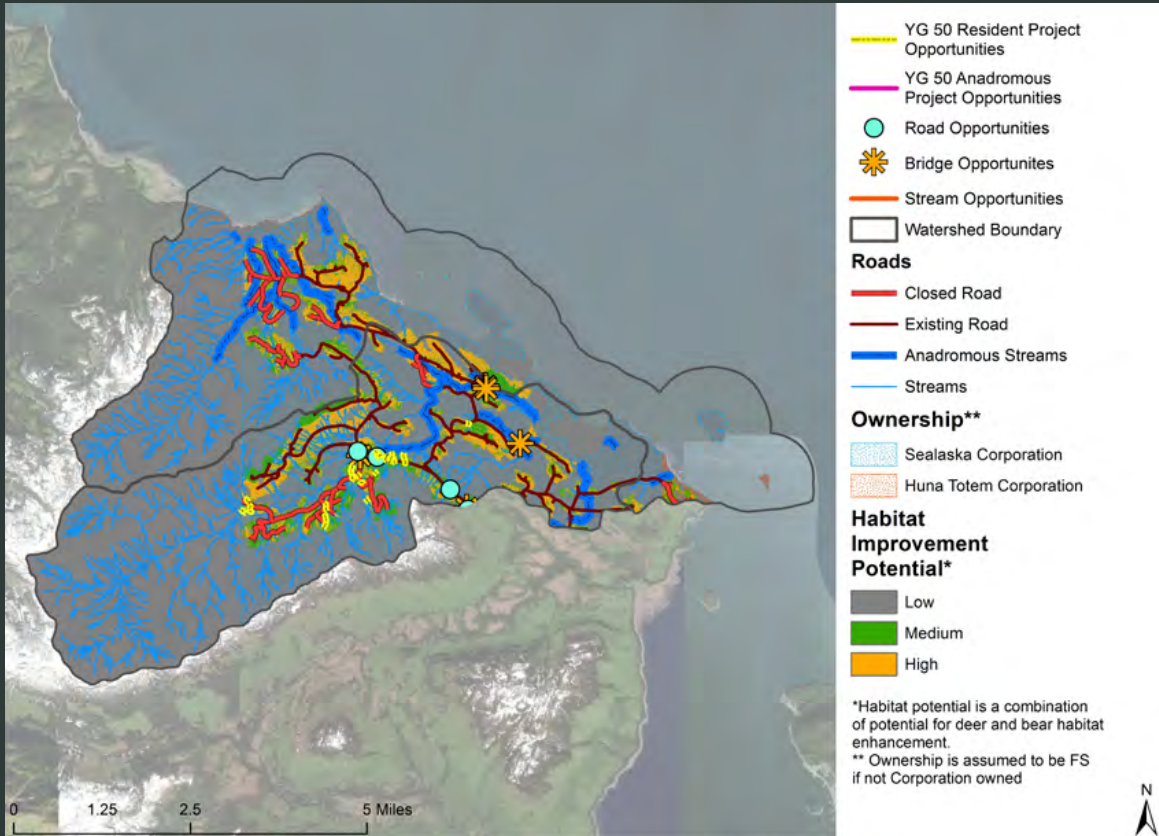 YG 50 Resident Project
Opportunities
YG 50 Anadromous
Project Opportunities
Road Opportunities
Bridge Opportunites
Stream Opportunities
Watershed Boundary
Roads
Closed Road
Existing Road
Anadromous Streams
Streams
Ownership**
Sealaska Corporation
Huna Totem Corporation
Habitat
Improvement
Potential*
Low
Medium
High
*Habitat potential is a combination
of potential for deer and bear habitat
enhancement.
** Ownership is assumed to be FS
if not Corporation owned
N
0 1.25 2.5 5 Miles